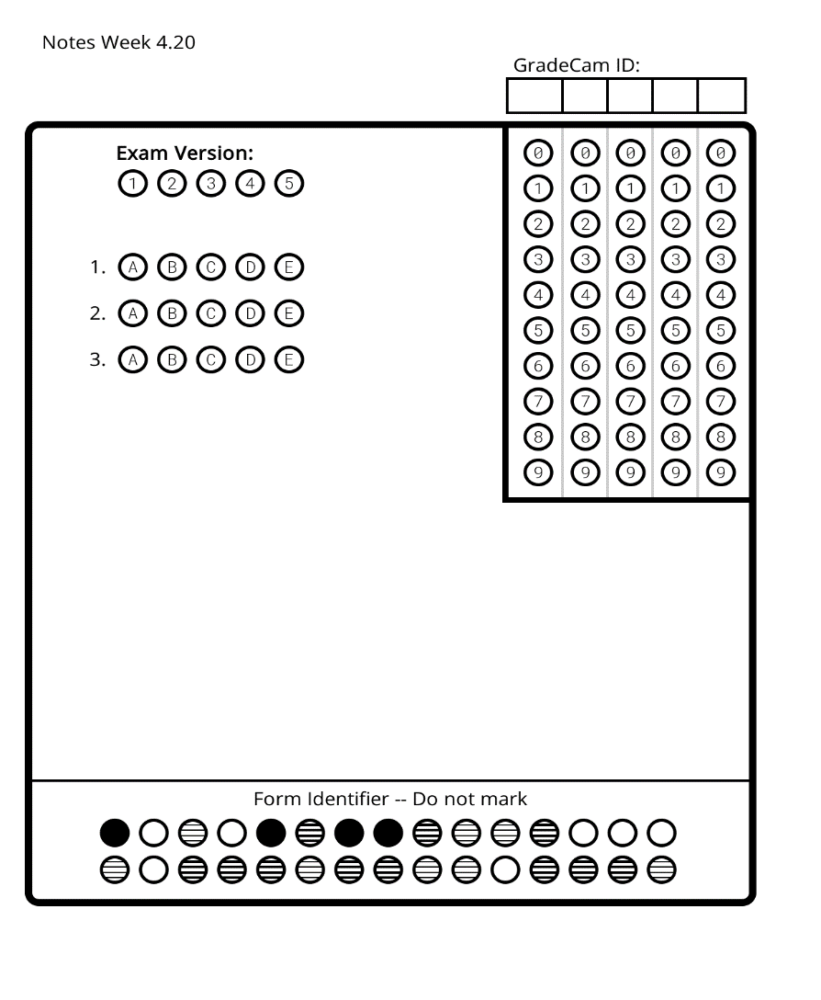 Notes Week 4.20
GradeCam ID:
Exam Version:
1 2 3 4 5
1. A B C D E
2. A B C D E
3. A B C D E
0 0 0 0 0
1 1 1 1 1
2 2 2 2 2
3 3 3 3 3
4 4 4 4 4
5 5 5 5 5
6 6 6 6 6
7 7 7 7 7
8 8 8 8 8
9 9 9 9 9
Form Identifier -- Do not mark